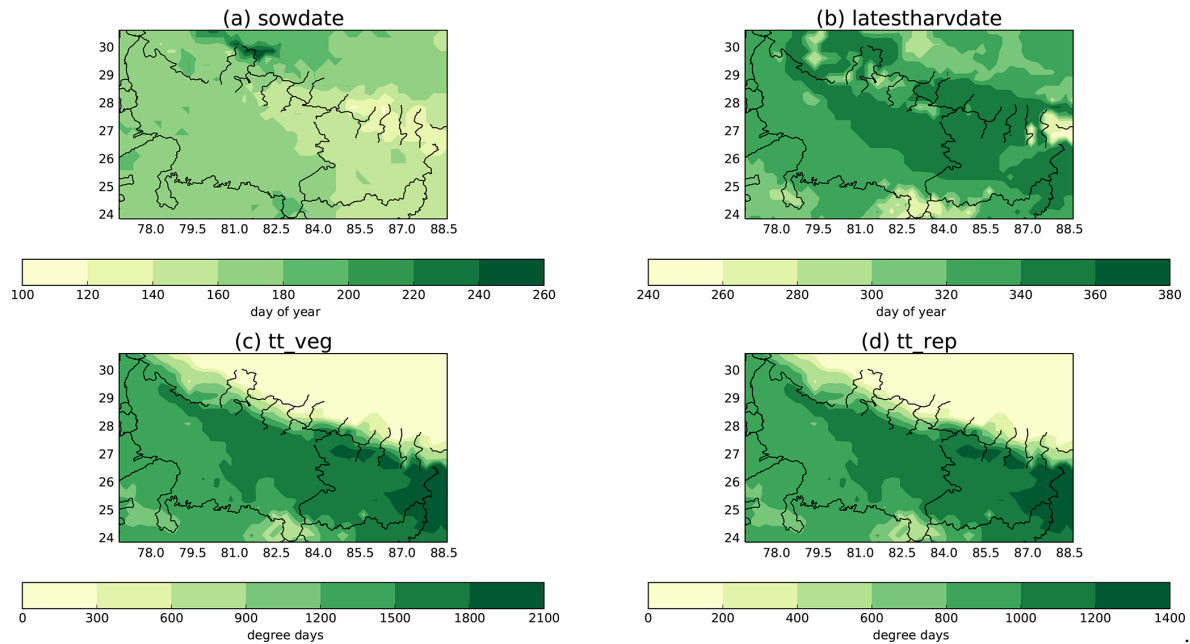 (a) sowdate
30
29
28
27
26
25
24
78.0 79.5 81.0 82.5 84.0 85.5 87.0 88.5
100 120 140 160 180 200 220 240 260
day of year
(b) latestharvdate
30
29
28
27
26
25
24
78.0 79.5 81.0 82.5 84.0 85.5 87.0 88.5
240 260 280 300 320 340 360 380
day of year
(c) tt_veg
30
29
28
27
26
25
24
78.0 79.5 81.0 82.5 84.0 85.5 87.0 88.5
0 300 600 900 1200 1500 1800 2100
degree days
(d) tt_rep
30
29
28
27
26
25
24
78.0 79.5 81.0 82.5 84.0 85.5 87.0 88.5
0 200 400 600 800 1000 1200 1400
degree days
.